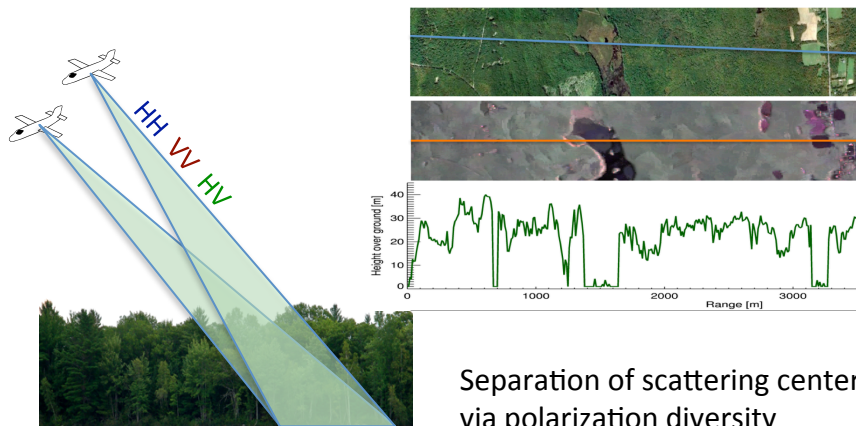 HH VV HV
Height over ground [m]
40
30
20
10
0
0 1000 2000 3000
Range [m]
Separation of scattering center
via polarization diversity